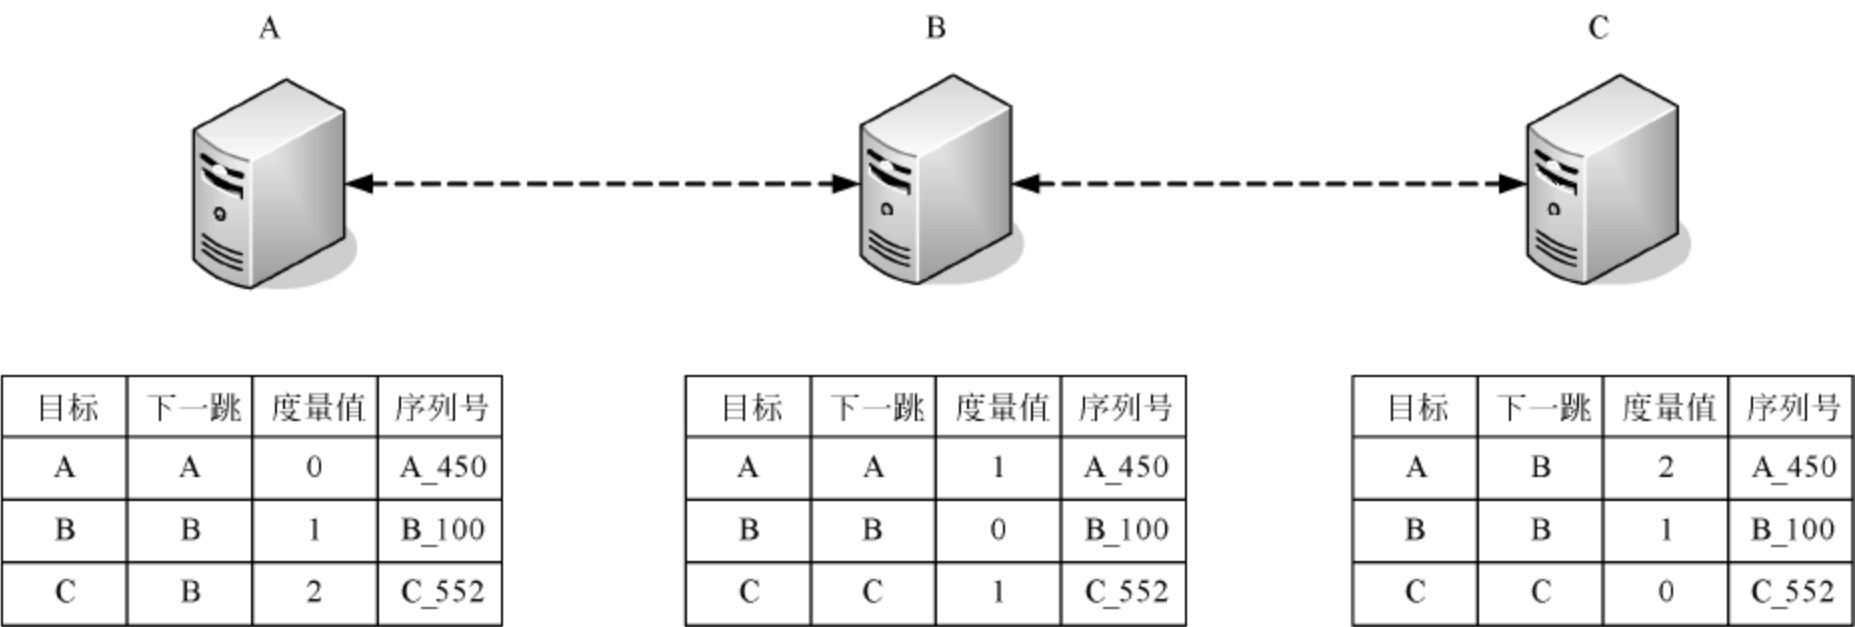 A B C
目标 下一跳 度量值 序列号
A A 0 A_450
B B 1 B_100
C B 2 C_552
目标 下一跳 度量值 序列号
A A 1 A_450
B B 0 B_100
C C 1 C_552
目标 下一跳 度量值 序列号
A B 2 A_450
B B 1 B_100
C C 0 C_552